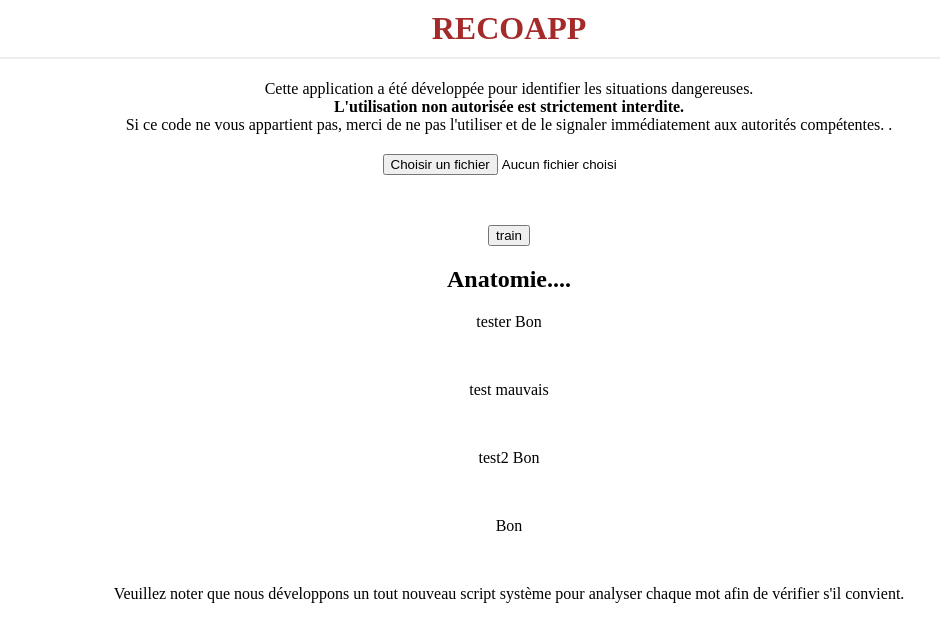 RECOAPP
Cette application a été développée pour identifier les situations dangereuses.
L'utilisation non autorisée est strictement interdite.
Si ce code ne vous appartient pas, merci de ne pas l'utiliser et de le signaler immédiatement aux autorités compétentes. .
Choisir un fichier Aucun fichier choisi
train
Anatomie....
tester Bon
test mauvais
test2 Bon
Bon
Veuillez noter que nous développons un tout nouveau script système pour analyser chaque mot afin de vérifier s'il convient.